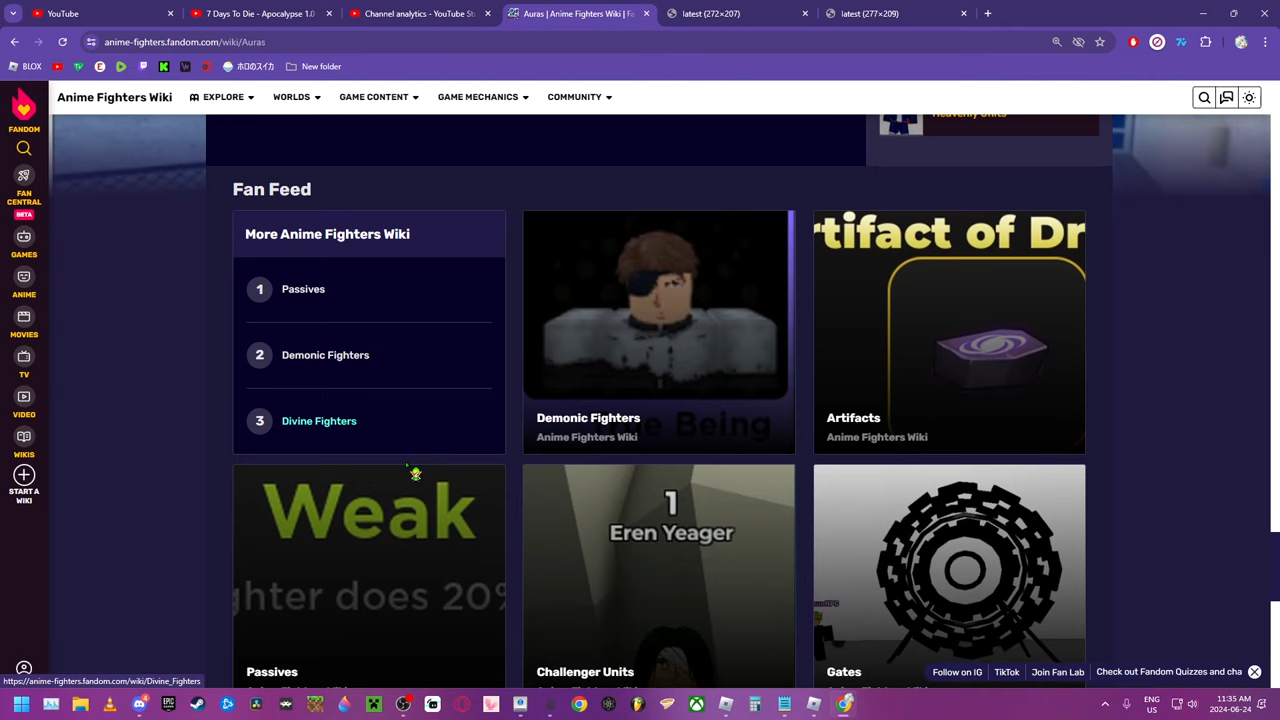 YouTube
7 Days To Die - Apocalypse 1.0
Channel analytics - YouTube St
Auras | Anime Fighters Wiki | Fa
latest (272×207)
latest (277×209)
anime-fighters.fandom.com/wiki/Auras
BLOX
ホロのスイカ
New folder
FANDOM
FAN CENTRAL
BETA
GAMES
ANIME
MOVIES
TV
VIDEO
WIKIS
START A WIKI
Anime Fighters Wiki
EXPLORE
WORLDS
GAME CONTENT
GAME MECHANICS
COMMUNITY
Heavenly Units
Fan Feed
More Anime Fighters Wiki
1 Passives
2 Demonic Fighters
3 Divine Fighters
Demonic Fighters
Anime Fighters Wiki
Being
rtifact of Dr
Artifacts
Anime Fighters Wiki
Weak
ghter does 20%
Passives
1
Eren Yeager
Challenger Units
Gates
Follow on IG
TikTok
Join Fan Lab
Check out Fandom Quizzes and cha
https://anime-fighters.fandom.com/wiki/Divine_Fighters
ENG
US
11:35 AM
2024-06-24